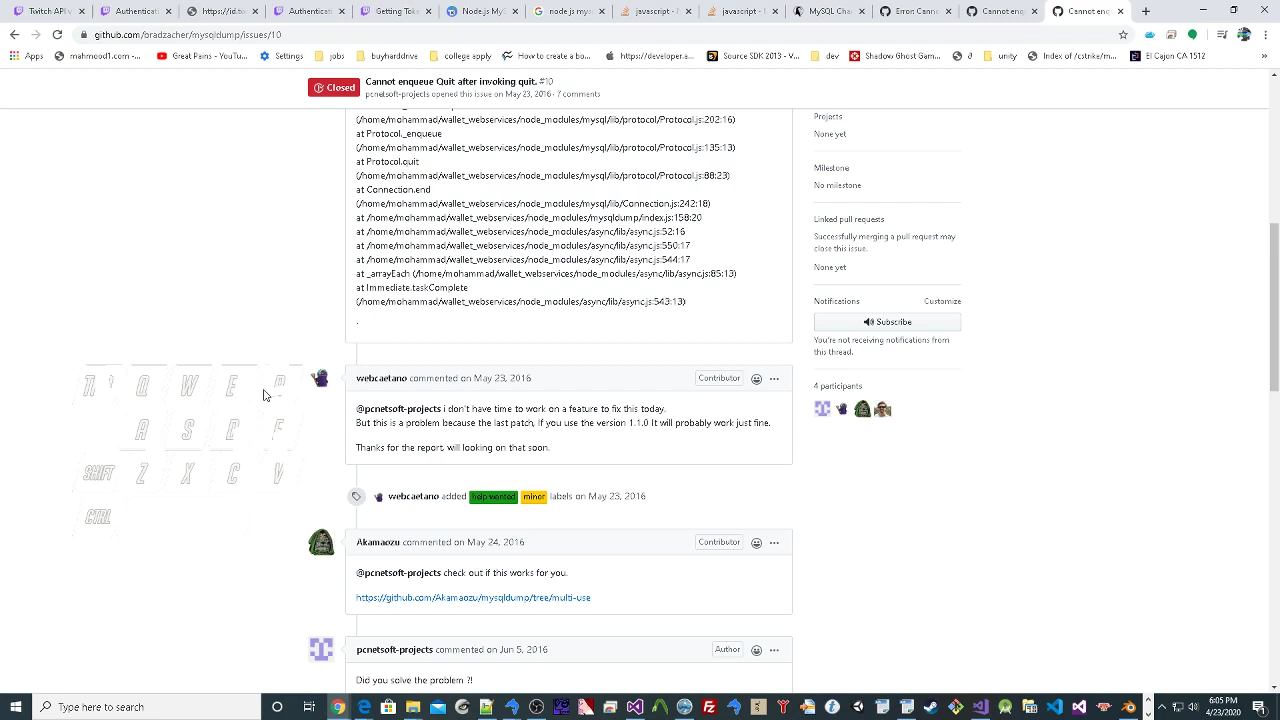 Twitch API v
Authenticati
https://id.tw
Authenticati
Getting Tok
Node.js MyS
node js mys
javascript - 
javascript - 
MySQL Cha
Error: Cannot
Cannot enq
Cannot enq
github.com/bradzacher/mysqldump/issues/10
Apps
mahmood1.com - ...
Great Pains - You...
Settings
jobs
buyharddrive
college apply
How to create a bo...
https://developer.a...
Source SDK 2013 - V...
dev
Shadow Ghost Gam...
unity
Index of /cstrike/m...
El Cajon CA 1512
»
Closed
Cannot enqueue Quit after invoking quit. #10
pcnetsoft-projects opened this issue on May 23, 2016 · 7 comments
(/home/mohammad/wallet_webservices/node_modules/mysql/lib/protocol/Protocol.js:202:16)
at Protocol._enqueue
(/home/mohammad/wallet_webservices/node_modules/mysql/lib/protocol/Protocol.js:135:13)
at Protocol.quit
(/home/mohammad/wallet_webservices/node_modules/mysql/lib/protocol/Protocol.js:88:23)
at Connection.end
(/home/mohammad/wallet_webservices/node_modules/mysql/lib/Connection.js:242:18)
at /home/mohammad/wallet_webservices/node_modules/mysqldump/index.js:158:20
at /home/mohammad/wallet_webservices/node_modules/async/lib/async.js:52:16
at /home/mohammad/wallet_webservices/node_modules/async/lib/async.js:550:17
at /home/mohammad/wallet_webservices/node_modules/async/lib/async.js:544:17
at _arrayEach (/home/mohammad/wallet_webservices/node_modules/async/lib/async.js:85:13)
at Immediate.taskComplete
(/home/mohammad/wallet_webservices/node_modules/async/lib/async.js:543:13)
.
Projects
None yet
Milestone
No milestone
Linked pull requests
Successfully merging a pull request may
close this issue.
None yet
Notifications
Customize
Subscribe
You're not receiving notifications from
this thread.
4 participants
Q W E R
A S D F
SHIFT Z X C V
CTRL
webcaetano commented on May 23, 2016
Contributor
@pcnetsoft-projects i don't have time to work on a feature to fix this today.
But this is a problem because the last patch, If you use the version 1.1.0 It will probably work just fine.
Thanks for the report. will looking on that soon.
webcaetano added help wanted minor labels on May 23, 2016
Akamaozu commented on May 24, 2016
Contributor
@pcnetsoft-projects check out if this works for you.
https://github.com/Akamaozu/mysqldump/tree/multi-use
pcnetsoft-projects commented on Jun 5, 2016
Author
Did you solve the problem ?!
Type here to search
6:05 PM
4/23/2020